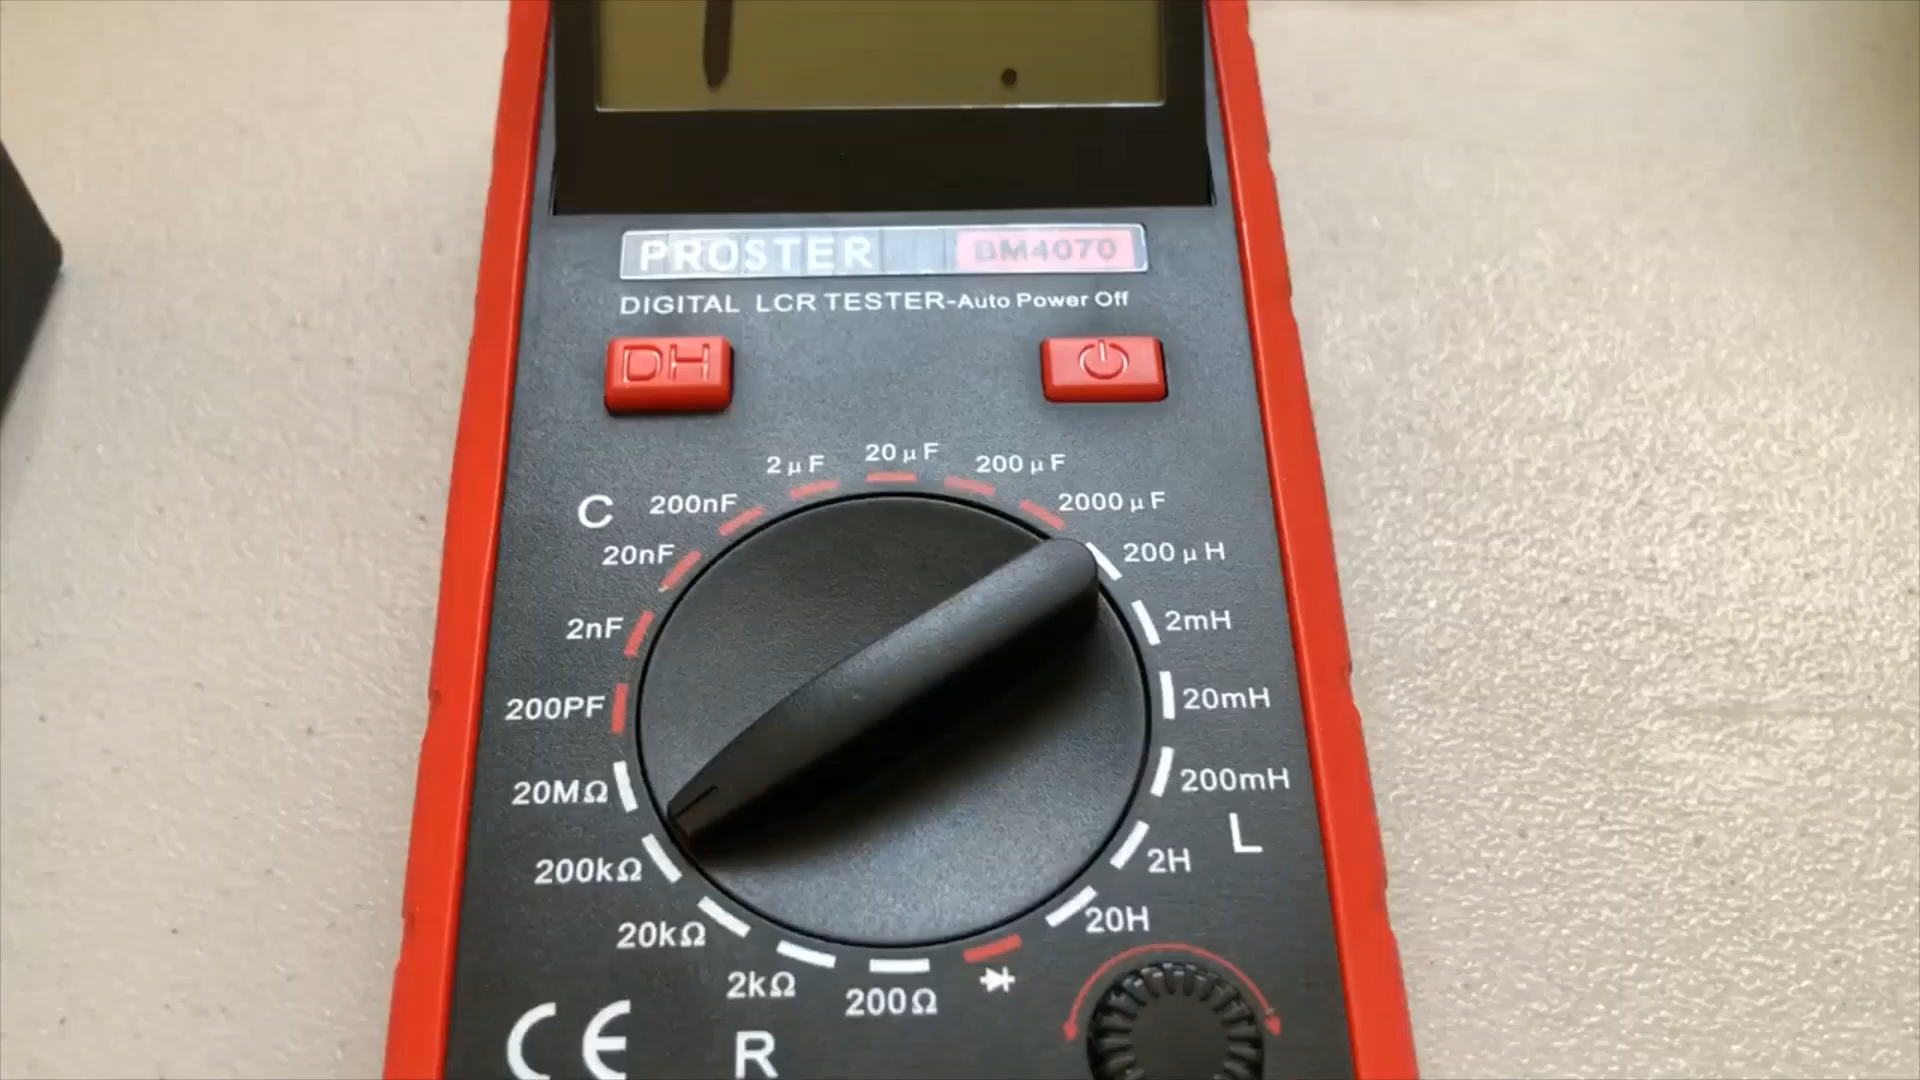 PROSTER BM4070
DIGITAL LCR TESTER-Auto Power Off
DH
2μF 20μF 200μF
C 200nF 2000μF
20nF 200μH
2nF 2mH
200PF 20mH
20MΩ 200mH
L
200kΩ 2H
20kΩ 20H
2kΩ 200Ω
CE R